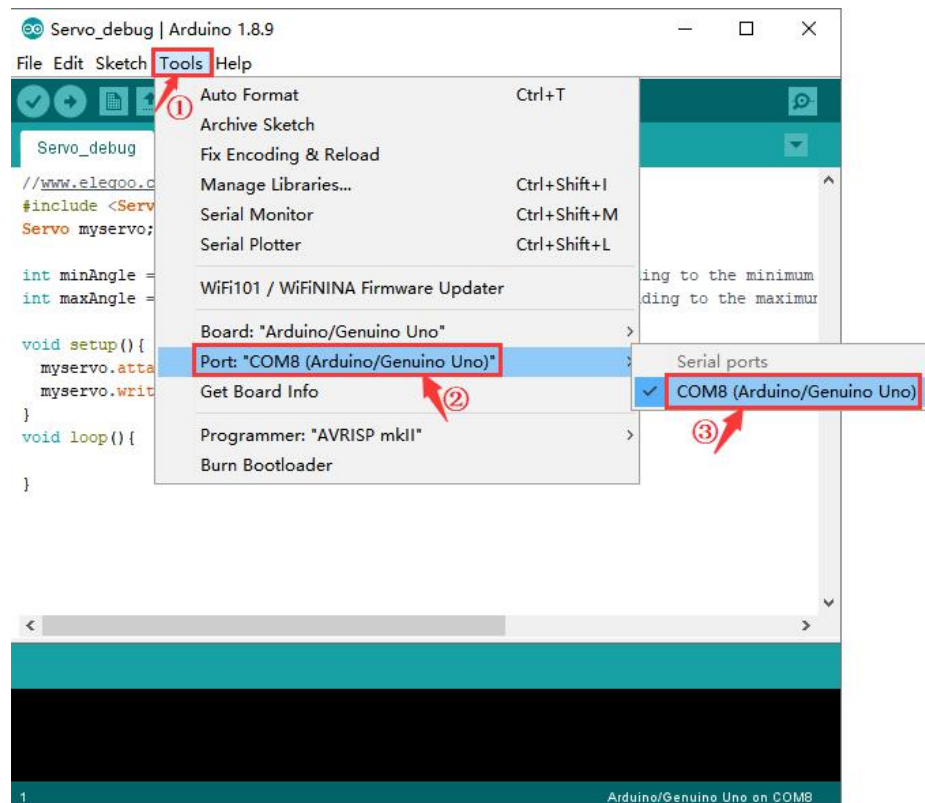 Servo_debug | Arduino 1.8.9
File Edit Sketch Tools Help
①
Auto Format Ctrl+T
Archive Sketch
Servo_debug
Fix Encoding & Reload
//www.elegoo.c
Manage Libraries... Ctrl+Shift+I
#include <Serv
Serial Monitor Ctrl+Shift+M
Servo myservo;
Serial Plotter Ctrl+Shift+L
int minAngle = ing to the minimum
WiFi101 / WiFiNINA Firmware Updater
int maxAngle = ding to the maximum
Board: "Arduino/Genuino Uno"
void setup(){
Port: "COM8 (Arduino/Genuino Uno)" Serial ports
myservo.atta
Get Board Info
②
COM8 (Arduino/Genuino Uno)
myservo.writ
}
Programmer: "AVRISP mkII"
③
void loop(){
Burn Bootloader
}
1 Arduino/Genuino Uno on COM8